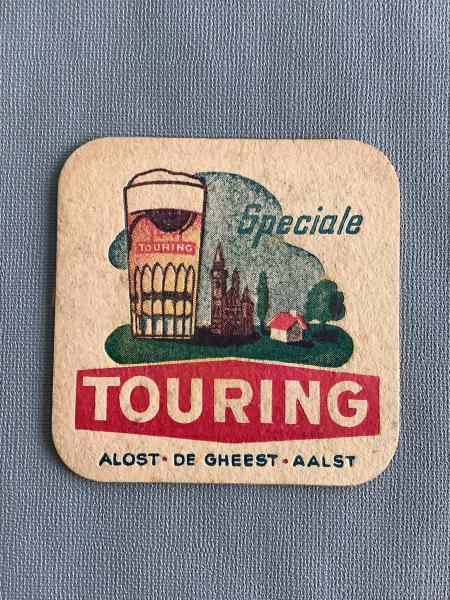 Speciale
TOURING
TOURING
ALOST • DE GHEEST • AALST